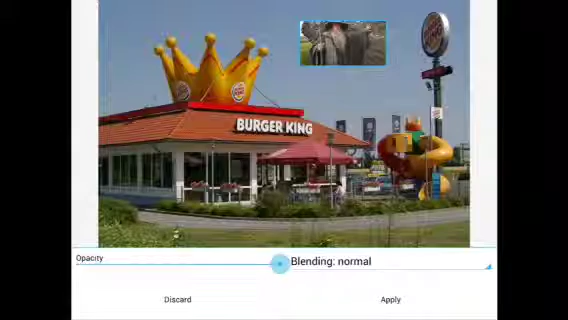 BURGER KING
Opacity
Blending: normal
Discard
Apply